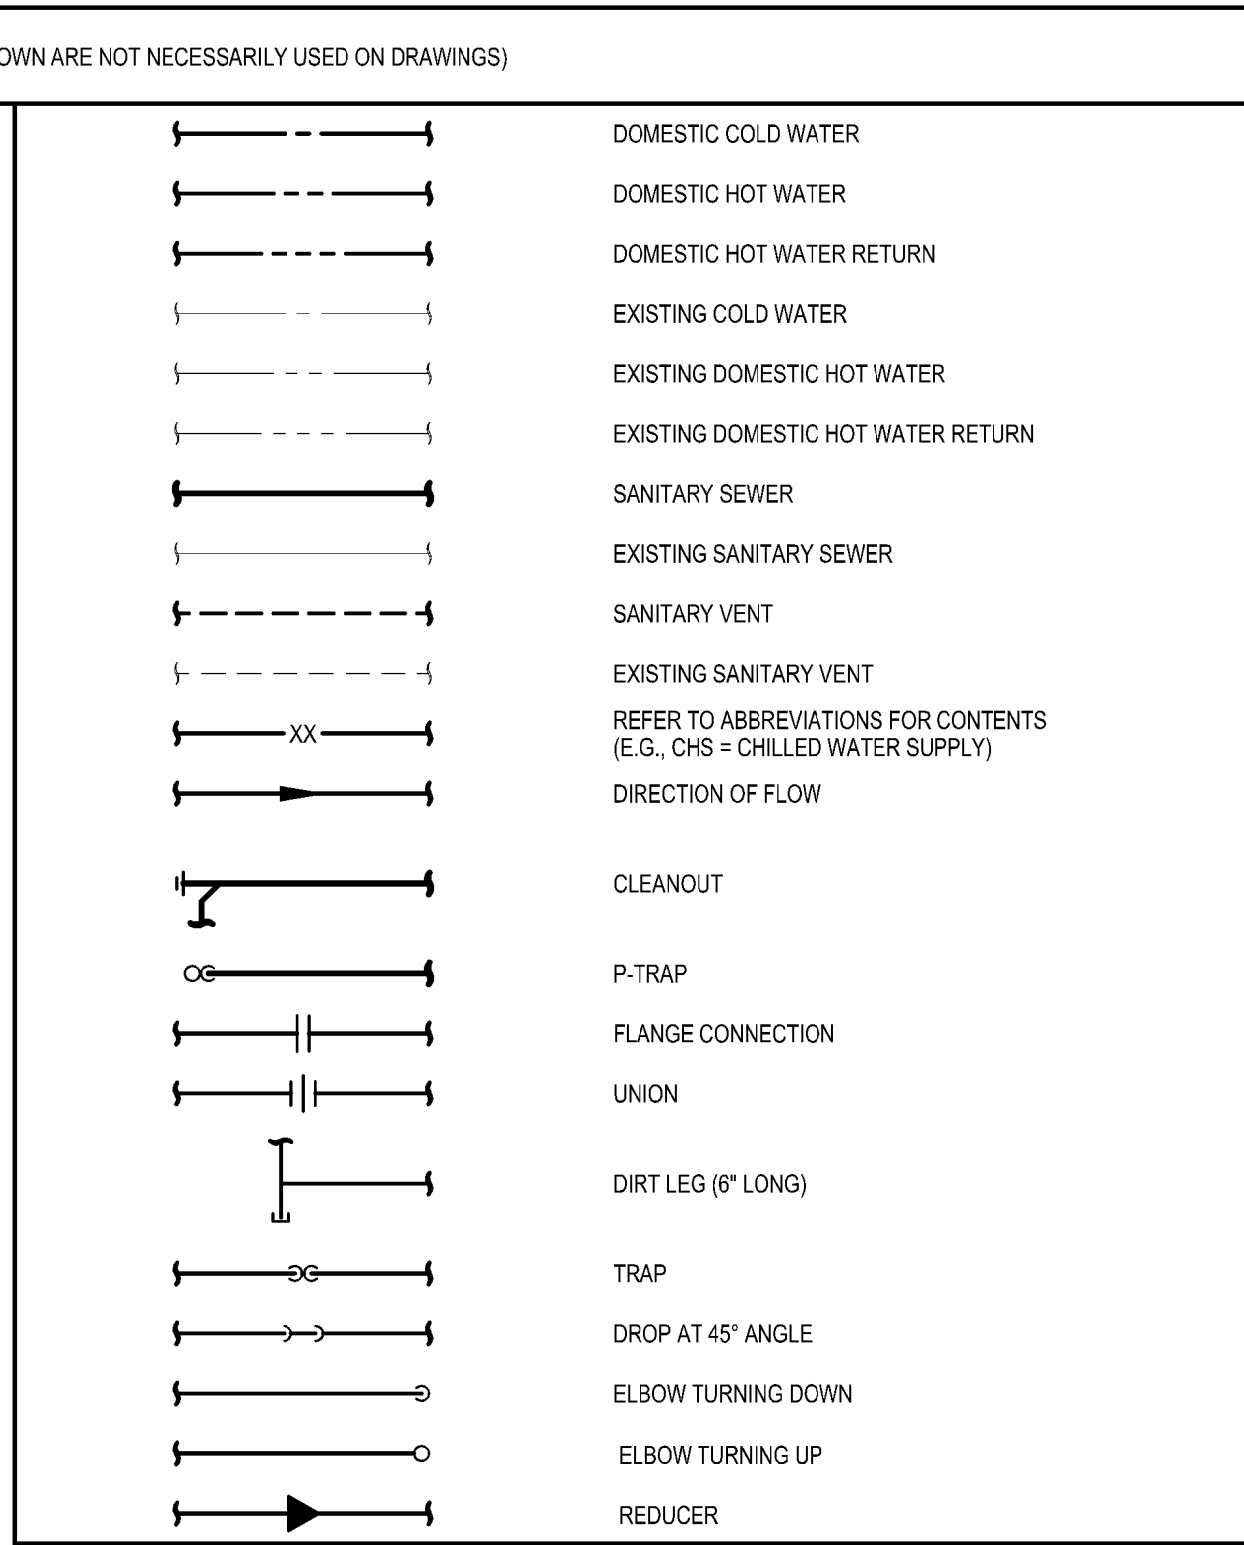 OWN ARE NOT NECESSARILY USED ON DRAWINGS)
DOMESTIC COLD WATER
DOMESTIC HOT WATER
DOMESTIC HOT WATER RETURN
EXISTING COLD WATER
EXISTING DOMESTIC HOT WATER
EXISTING DOMESTIC HOT WATER RETURN
SANITARY SEWER
EXISTING SANITARY SEWER
SANITARY VENT
EXISTING SANITARY VENT
XX
REFER TO ABBREVIATIONS FOR CONTENTS
(E.G., CHS = CHILLED WATER SUPPLY)
DIRECTION OF FLOW
CLEANOUT
P-TRAP
FLANGE CONNECTION
UNION
DIRT LEG (6" LONG)
TRAP
DROP AT 45° ANGLE
ELBOW TURNING DOWN
ELBOW TURNING UP
REDUCER